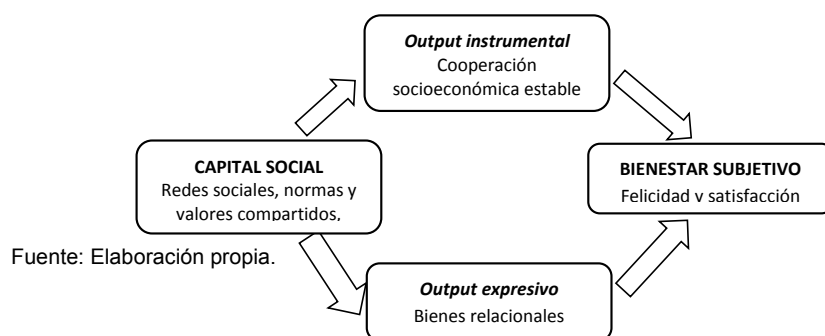 Output instrumental
Cooperación
socioeconómica estable
CAPITAL SOCIAL
Redes sociales, normas y
valores compartidos,
BIENESTAR SUBJETIVO
Felicidad y satisfacción
Fuente: Elaboración propia.
Output expresivo
Bienes relacionales